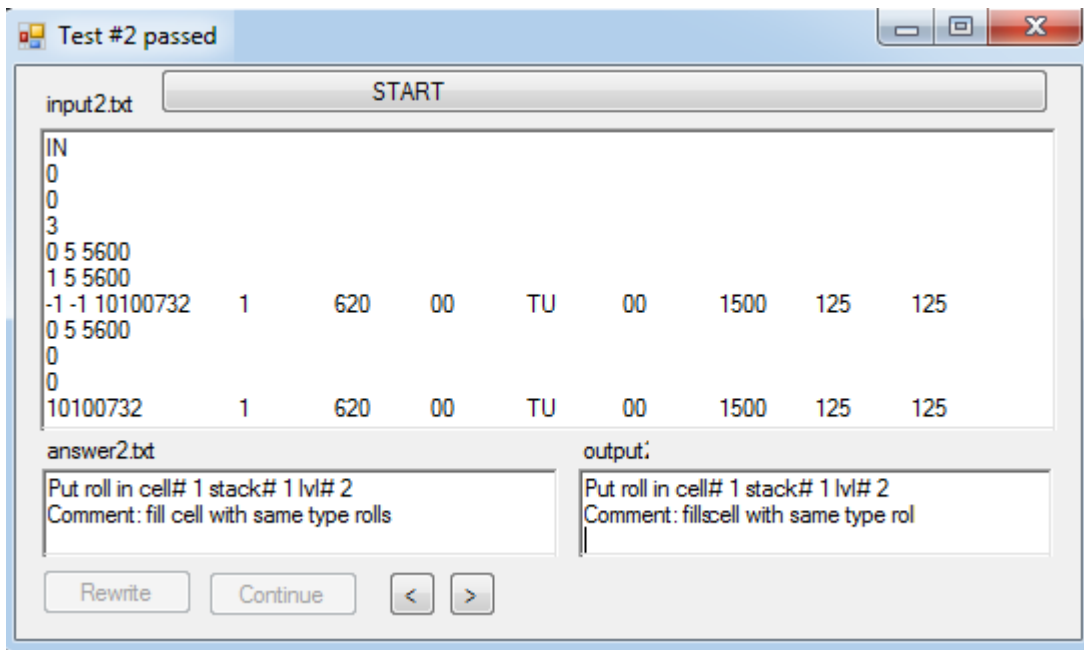 Test #2 passed
START
input2.txt
IN
0
0
3
0 5 5600
1 5 5600
-1 -1 10100732 1 620 00 TU 00 1500 125 125
0 5 5600
0
0
10100732 1 620 00 TU 00 1500 125 125
answer2.txt
output2
Put roll in cell# 1 stack# 1 lvl# 2
Comment: fill cell with same type rolls
Put roll in cell# 1 stack# 1 lvl# 2
Comment: fillscell with same type rol
Rewrite
Continue
<
>